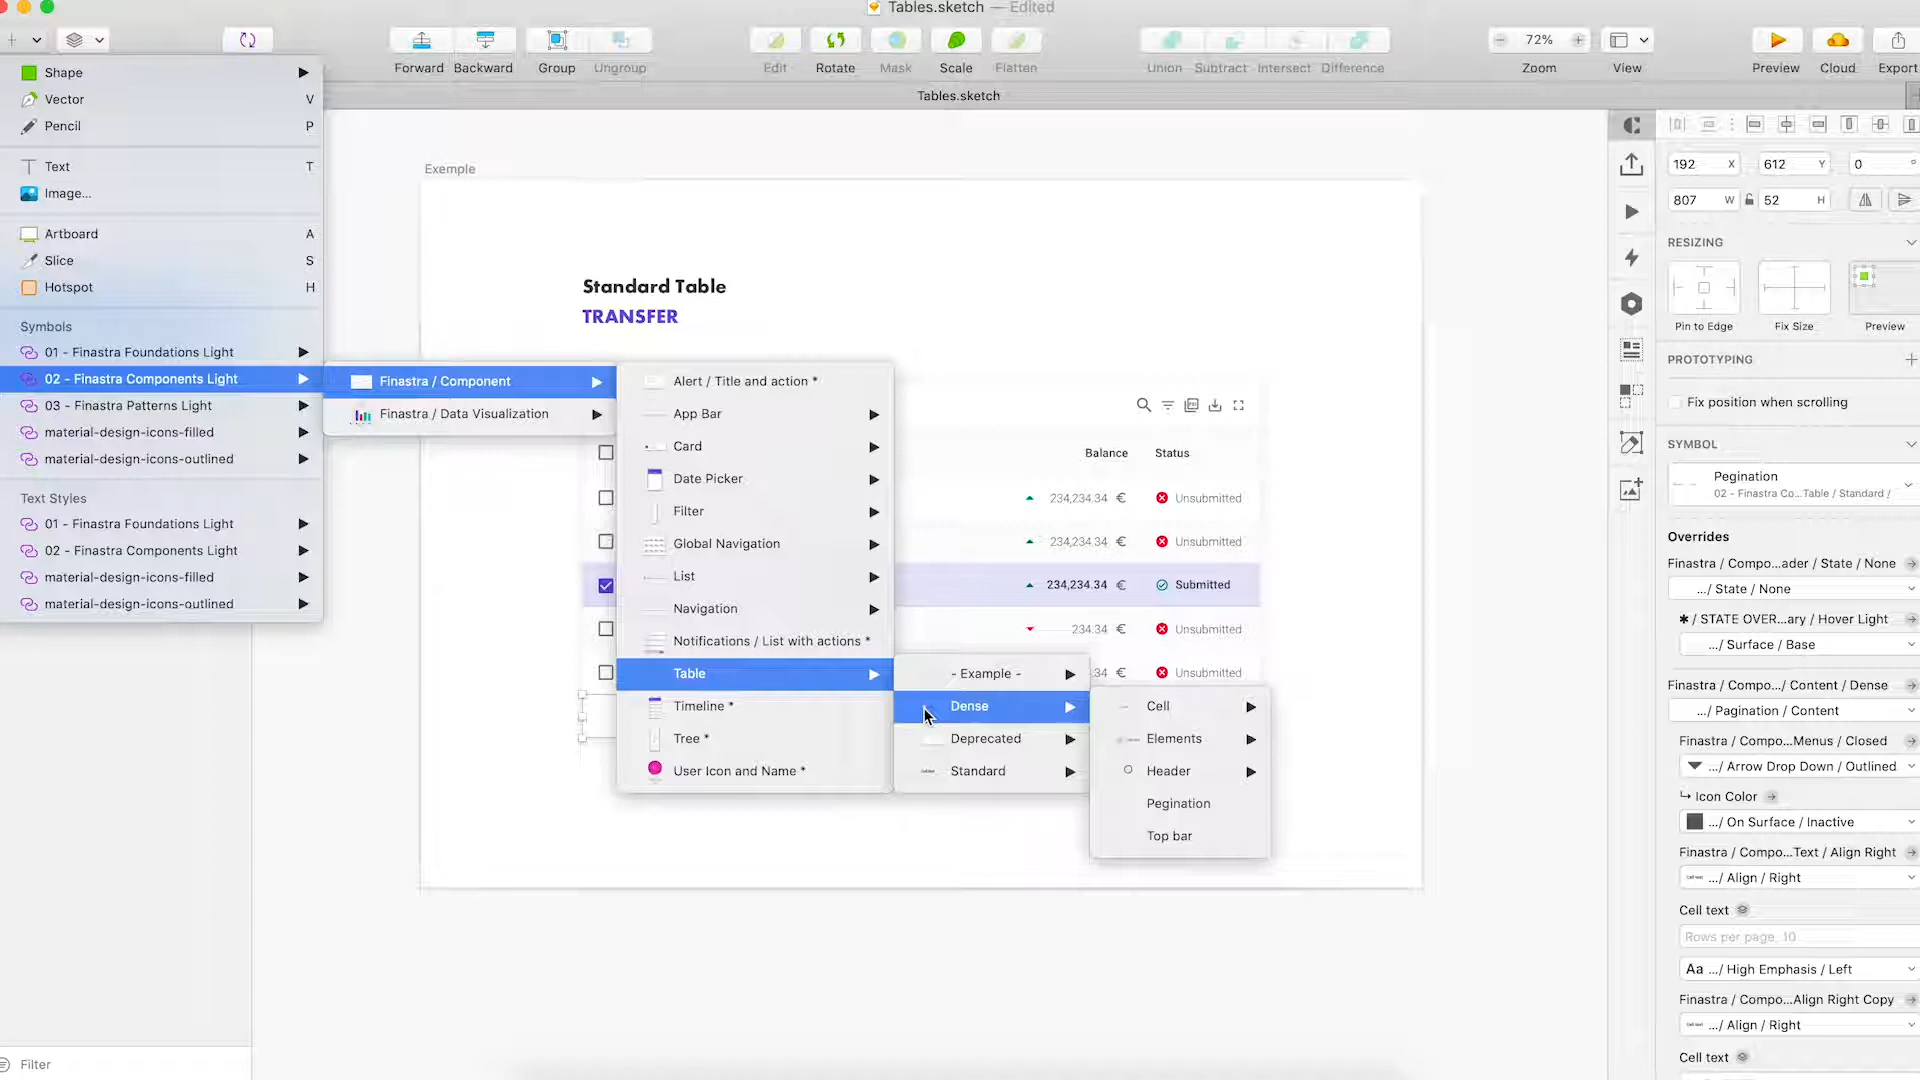 Tables.sketch — Edited
Forward
Backward
Group
Ungroup
Edit
Rotate
Mask
Scale
Flatten
Union
Subtract
Intersect
Difference
72%
Zoom
View
Preview
Cloud
Export
Tables.sketch
Shape
Vector V
Pencil P
Text T
Image...
Artboard A
Slice S
Hotspot H
Symbols
01 - Finastra Foundations Light
02 - Finastra Components Light
03 - Finastra Patterns Light
material-design-icons-filled
material-design-icons-outlined
Text Styles
01 - Finastra Foundations Light
02 - Finastra Components Light
material-design-icons-filled
material-design-icons-outlined
Filter
Finastra / Component
Finastra / Data Visualization
Alert / Title and action *
App Bar
Card
Date Picker
Filter
Global Navigation
List
Navigation
Notifications / List with actions *
Table
Timeline *
Tree *
User Icon and Name *
- Example -
Dense
Deprecated
Standard
Cell
Elements
Header
Pegination
Top bar
Exemple
Standard Table
TRANSFER
Balance Status
234,234.34 € Unsubmitted
234,234.34 € Unsubmitted
234,234.34 € Submitted
234.34 € Unsubmitted
.34 € Unsubmitted
192 X 612 Y 0 °
807 W 52 H
RESIZING
Pin to Edge
Fix Size
Preview
PROTOTYPING
Fix position when scrolling
SYMBOL
Pegination
02 - Finastra Co...Table / Standard /
Overrides
Finastra / Compo...ader / State / None
.../ State / None
✱ / STATE OVER...ary / Hover Light
.../ Surface / Base
Finastra / Compo.../ Content / Dense
.../ Pagination / Content
Finastra / Compo...Menus / Closed
.../ Arrow Drop Down / Outlined
↳ Icon Color
.../ On Surface / Inactive
Finastra / Compo...Text / Align Right
.../ Align / Right
Cell text
Rows per page, 10
Aa .../ High Emphasis / Left
Finastra / Compo...Align Right Copy
.../ Align / Right
Cell text